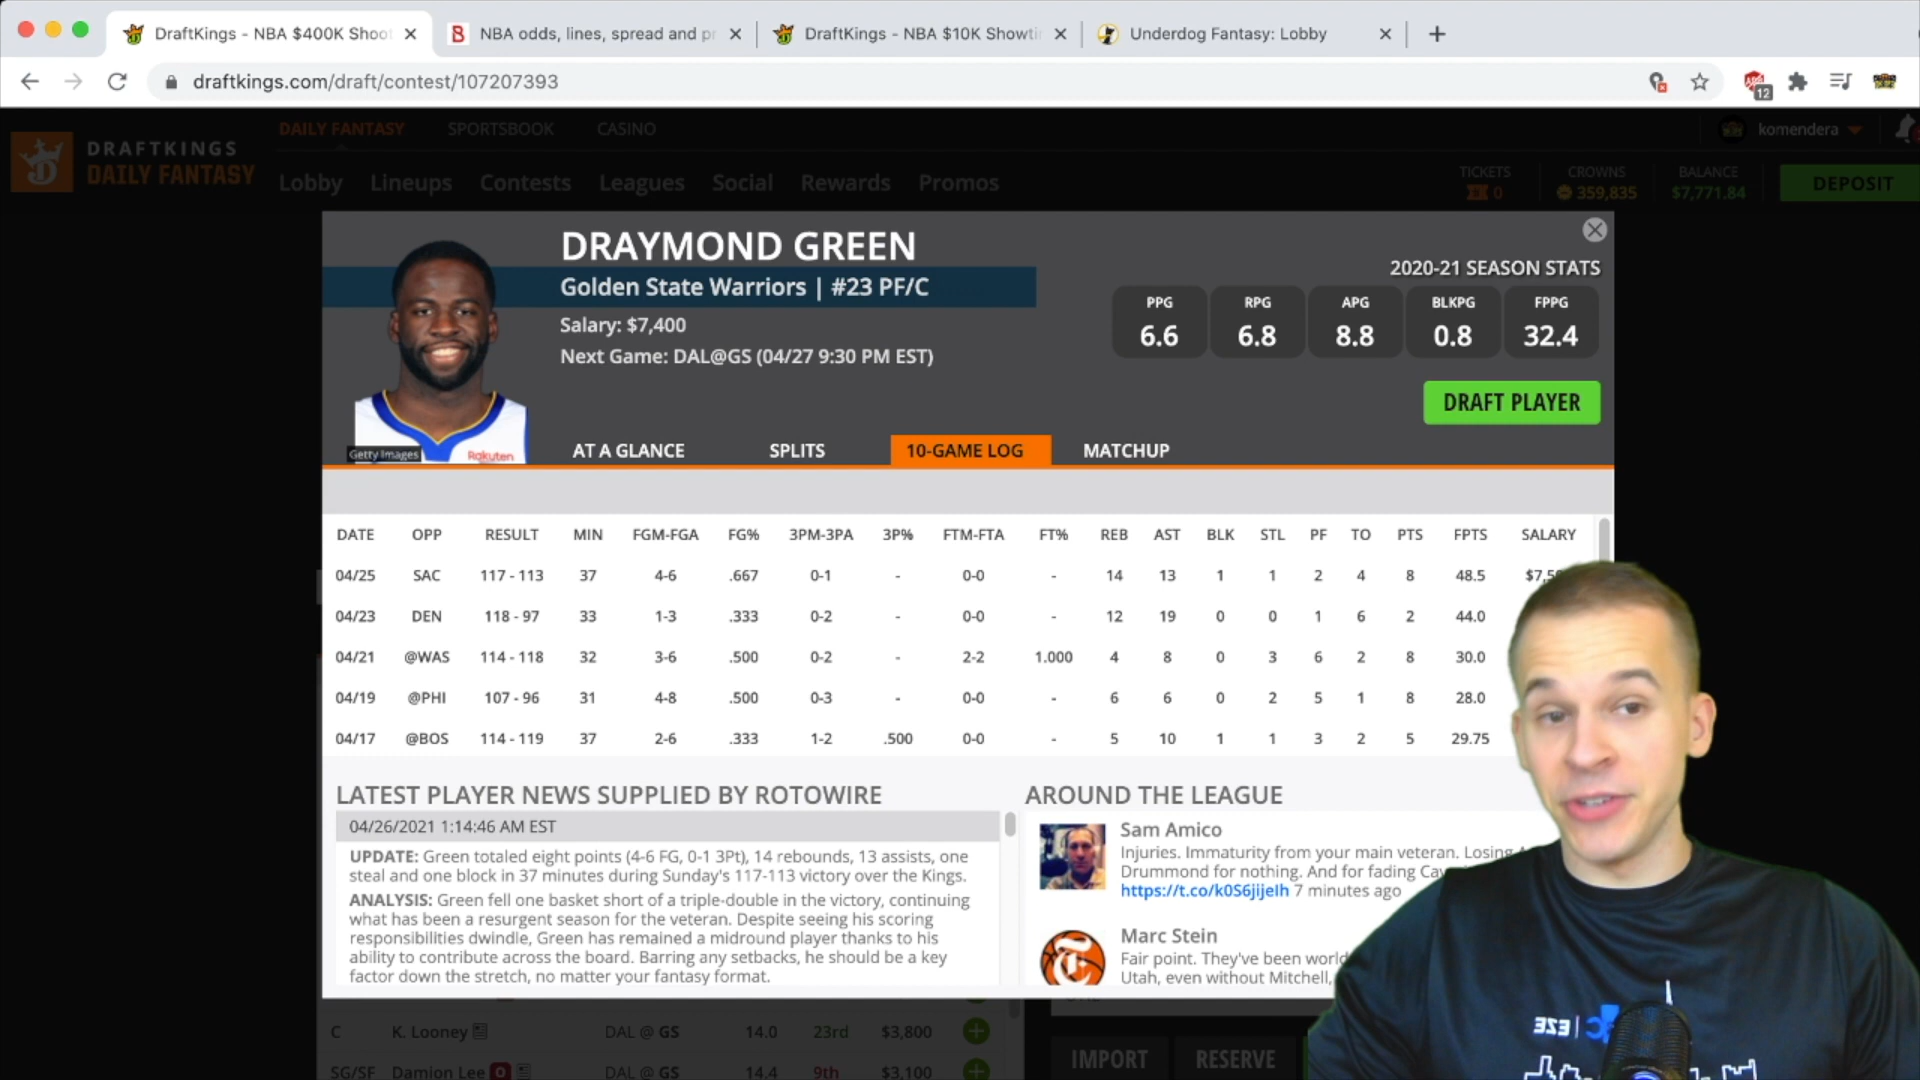 DraftKings - NBA $400K Shoo
NBA odds, lines, spread and pr
DraftKings - NBA $10K Showti
Underdog Fantasy: Lobby
draftkings.com/draft/contest/107207393
12
DRAFTKINGS
DAILY FANTASY
DAILY FANTASY SPORTSBOOK CASINO
komendera
Lobby Lineups Contests Leagues Social Rewards Promos
TICKETS
0
CROWNS
359,835
BALANCE
$7,771.84
DEPOSIT
DRAYMOND GREEN
Golden State Warriors | #23 PF/C
Salary: $7,400
Next Game: DAL@GS (04/27 9:30 PM EST)
Getty Images
Rakuten
2020-21 SEASON STATS
PPG RPG APG BLKPG FPPG
6.6 6.8 8.8 0.8 32.4
DRAFT PLAYER
AT A GLANCE SPLITS 10-GAME LOG MATCHUP
DATE OPP RESULT MIN FGM-FGA FG% 3PM-3PA 3P% FTM-FTA FT% REB AST BLK STL PF TO PTS FPTS SALARY
04/25 SAC 117 - 113 37 4-6 .667 0-1 - 0-0 - 14 13 1 1 2 4 8 48.5
04/23 DEN 118 - 97 33 1-3 .333 0-2 - 0-0 - 12 19 0 0 1 6 2 44.0
04/21 @WAS 114 - 118 32 3-6 .500 0-2 - 2-2 1.000 4 8 0 3 6 2 8 30.0
04/19 @PHI 107 - 96 31 4-8 .500 0-3 - 0-0 - 6 6 0 2 5 1 8 28.0
04/17 @BOS 114 - 119 37 2-6 .333 1-2 .500 0-0 - 5 10 1 1 3 2 5 29.75
LATEST PLAYER NEWS SUPPLIED BY ROTOWIRE
04/26/2021 1:14:46 AM EST
UPDATE: Green totaled eight points (4-6 FG, 0-1 3Pt), 14 rebounds, 13 assists, one
steal and one block in 37 minutes during Sunday's 117-113 victory over the Kings.
ANALYSIS: Green fell one basket short of a triple-double in the victory, continuing
what has been a resurgent season for the veteran. Despite seeing his scoring
responsibilities dwindle, Green has remained a midround player thanks to his
ability to contribute across the board. Barring any setbacks, he should be a key
factor down the stretch, no matter your fantasy format.
AROUND THE LEAGUE
Sam Amico
Injuries. Immaturity from your main veteran. Losing
Drummond for nothing. And for fading
https://t.co/k0S6jijeIh 7 minutes ago
Marc Stein
Fair point. They've been
Utah, even without Mitchell,
C K. Looney DAL @ GS 14.0 23rd $3,800
SG/SF Damion Lee O DAL @ GS 14.4 9th $3,100
IMPORT RESERVE